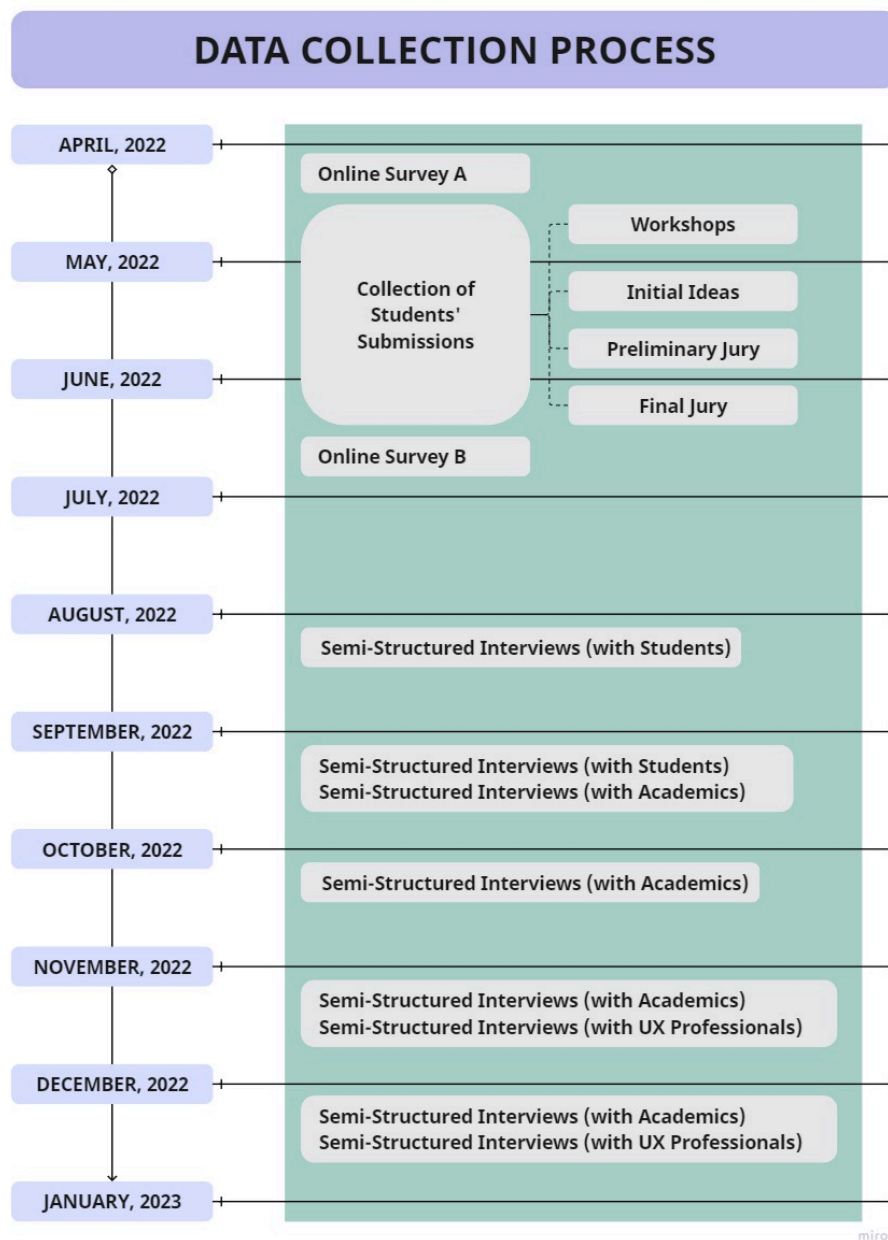 DATA COLLECTION PROCESS
APRIL, 2022
Online Survey A
Workshops
MAY, 2022
Collection of
Students'
Submissions
Initial Ideas
Preliminary Jury
JUNE, 2022
Final Jury
Online Survey B
JULY, 2022
AUGUST, 2022
Semi-Structured Interviews (with Students)
SEPTEMBER, 2022
Semi-Structured Interviews (with Students)
Semi-Structured Interviews (with Academics)
OCTOBER, 2022
Semi-Structured Interviews (with Academics)
NOVEMBER, 2022
Semi-Structured Interviews (with Academics)
Semi-Structured Interviews (with UX Professionals)
DECEMBER, 2022
Semi-Structured Interviews (with Academics)
Semi-Structured Interviews (with UX Professionals)
JANUARY, 2023
miro